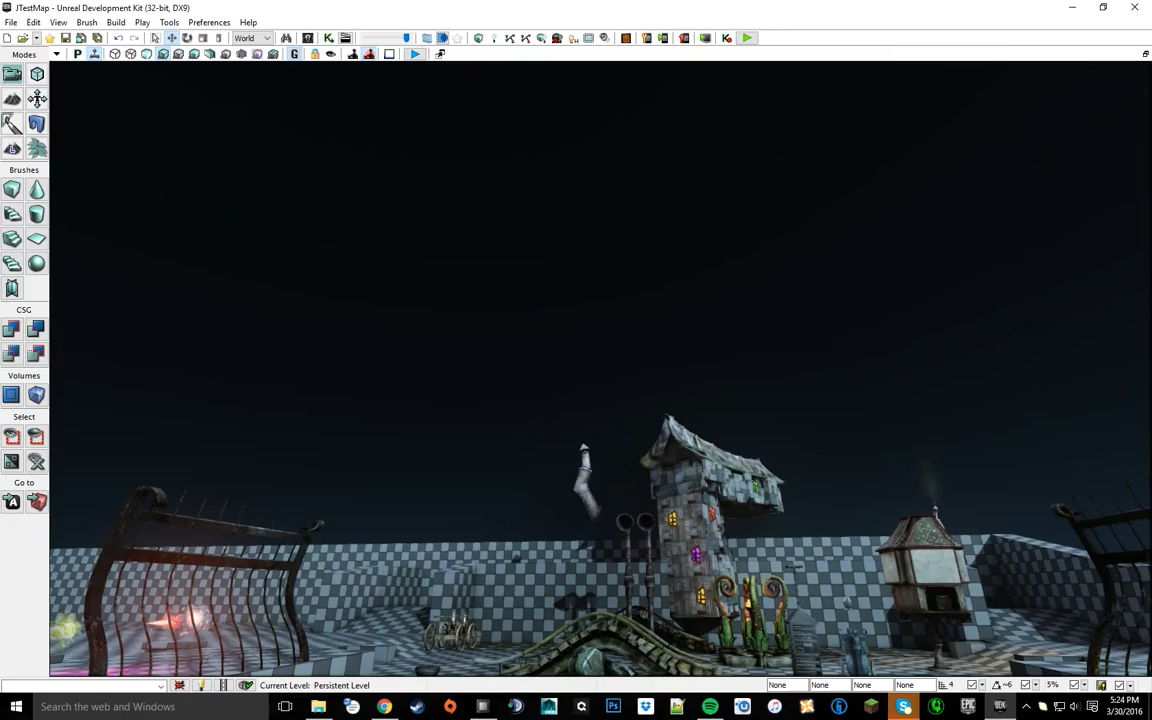 JTestMap - Unreal Development Kit (32-bit, DX9)
File Edit View Brush Build Play Tools Preferences Help
World
Modes
P
G
Brushes
CSG
Volumes
Select
Go to
Current Level: Persistent Level
None None None None 4 ~6 5%
Search the web and Windows
5:24 PM
3/30/2016